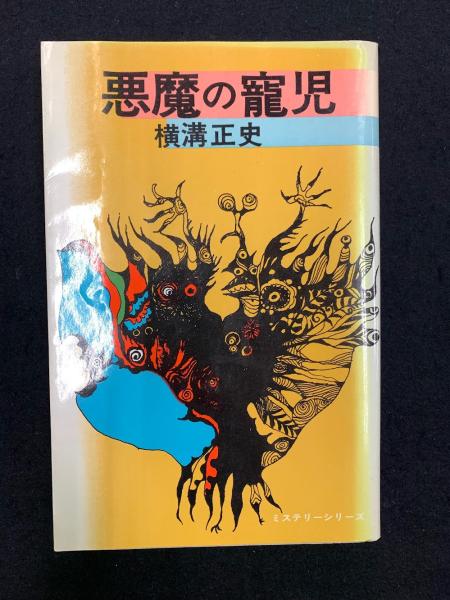 悪魔の寵児
横溝正史
ミステリーシリーズ